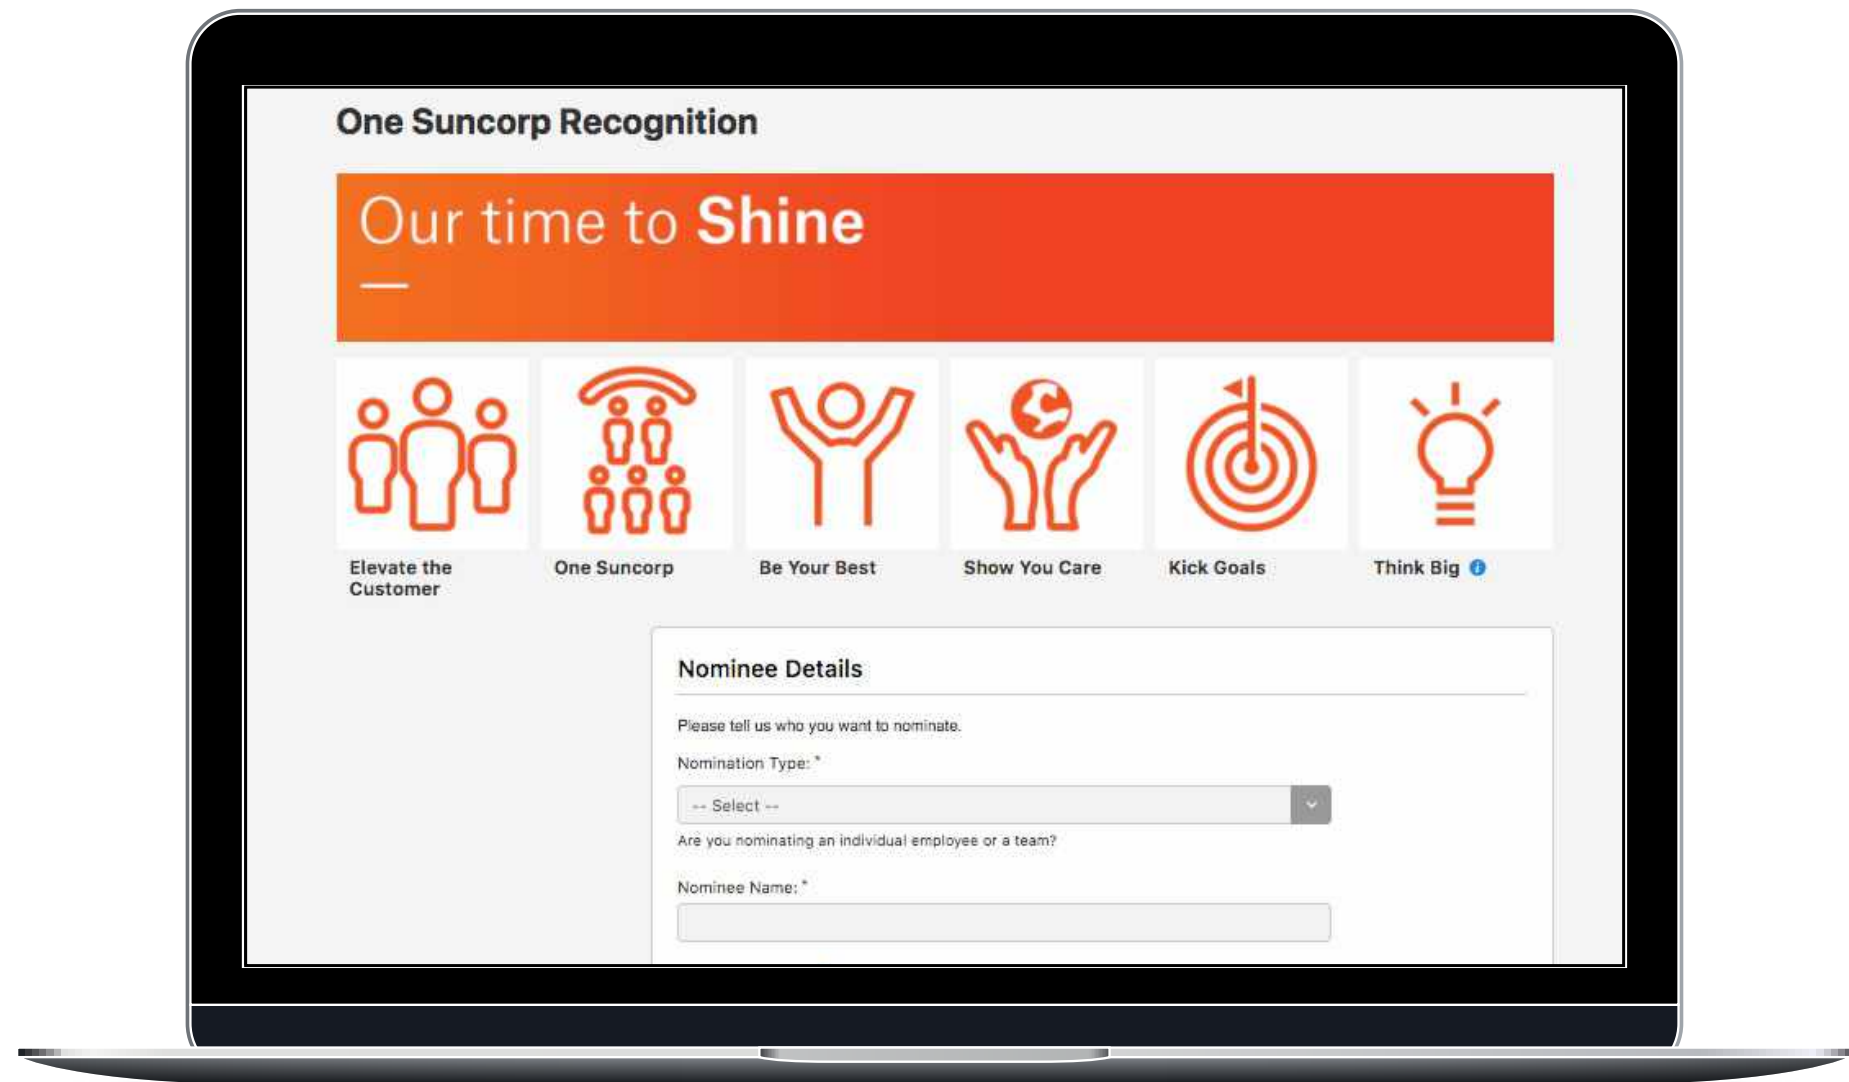 One Suncorp Recognition
Our time to Shine
Elevate the
Customer
One Suncorp
Be Your Best
Show You Care
Kick Goals
Think Big i
Nominee Details
Please tell us who you want to nominate.
Nomination Type: *
-- Select --
Are you nominating an individual employee or a team?
Nominee Name: *